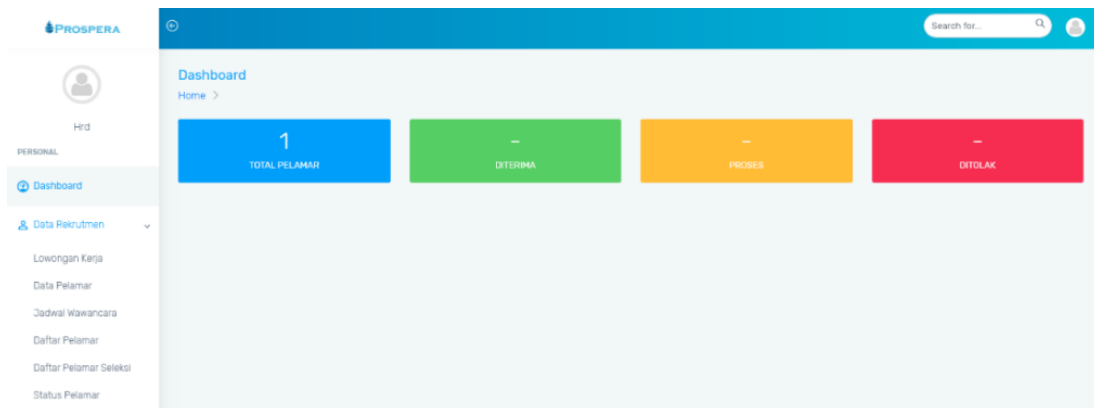 PROSPERA
Search for...
Hrd
PERSONAL
Dashboard
Data Rekrutmen
Lowongan Kerja
Data Pelamar
Jadwal Wawancara
Daftar Pelamar
Daftar Pelamar Seleksi
Status Pelamar
Dashboard
Home >
1
TOTAL PELAMAR
-
DITERIMA
-
PROSES
-
DITOLAK